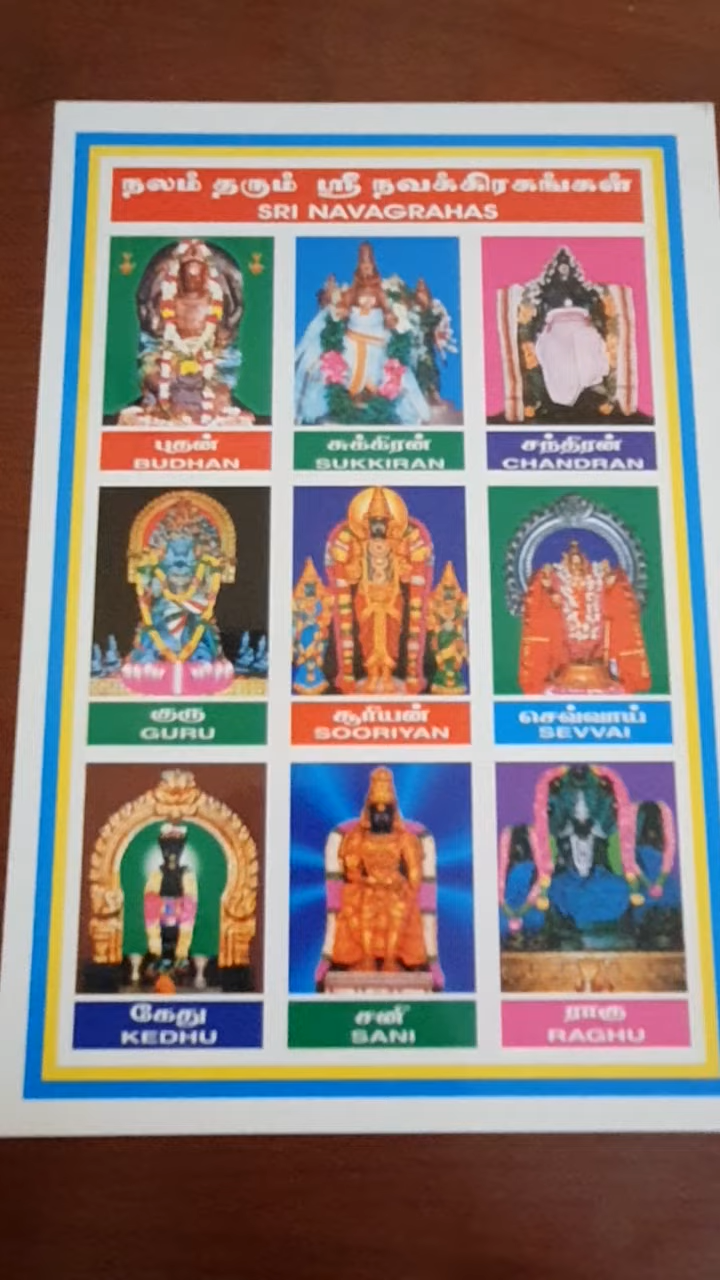 நலம் தரும் ஸ்ரீ நவக்கிரகங்கள்
SRI NAVAGRAHAS
புதன்
BUDHAN
சுக்கிரன்
SUKKIRAN
சந்திரன்
CHANDRAN
குரு
GURU
சூரியன்
SOORIYAN
செவ்வாய்
SEVVAI
கேது
KEDHU
சனி
SANI
ராகு
RAGHU